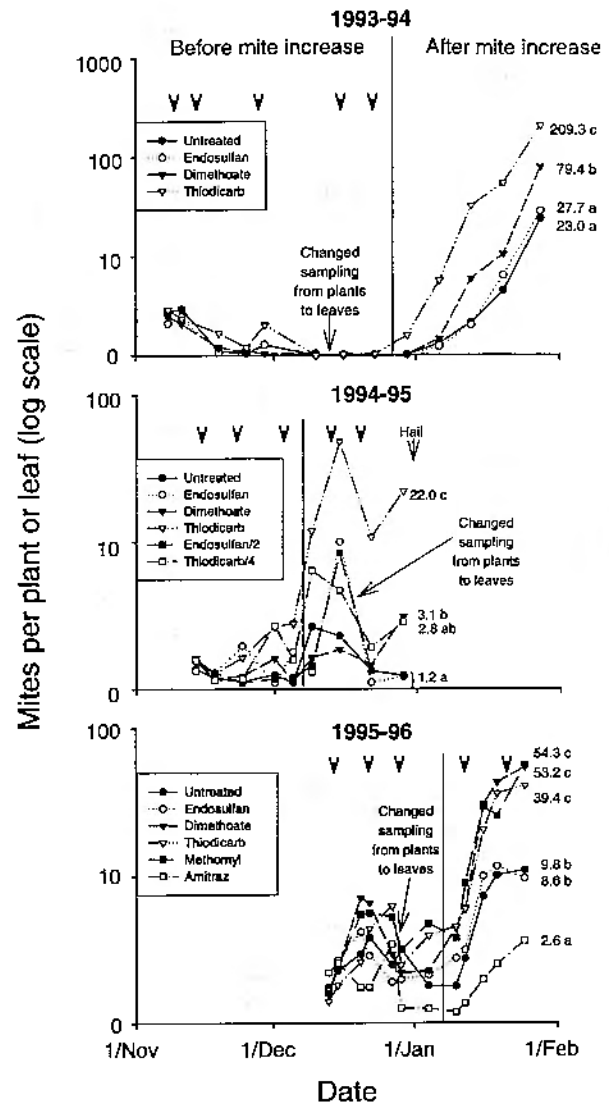 1993-94
Before mite increase
After mite increase
1000
100
10
0
Untreated
Endosulfan
Dimethoate
Thiodicarb
Changed
sampling
from plants
to leaves
209.3 c
79.4 b
27.7 a
23.0 a
Mites per plant or leaf (log scale)
1994-95
100
10
0
Untreated
Endosulfan
Dimethoate
Thiodicarb
Endosulfan/2
Thiodicarb/4
Hail
22.0 c
Changed
sampling
from plants
to leaves
3.1 b
2.8 ab
1.2 a
1995-96
100
10
0
Untreated
Endosulfan
Dimethoate
Thiodicarb
Methomyl
Amitraz
Changed
sampling
from plants
to leaves
54.3 c
53.2 c
39.4 c
9.8 b
8.6 b
2.6 a
1/Nov
1/Dec
1/Jan
1/Feb
Date